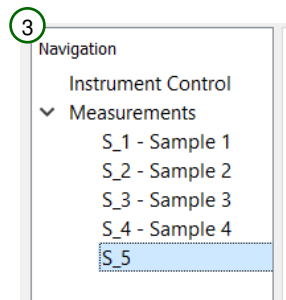 3
Navigation
Instrument Control
Measurements
S_1 - Sample 1
S_2 - Sample 2
S_3 - Sample 3
S_4 - Sample 4
S_5